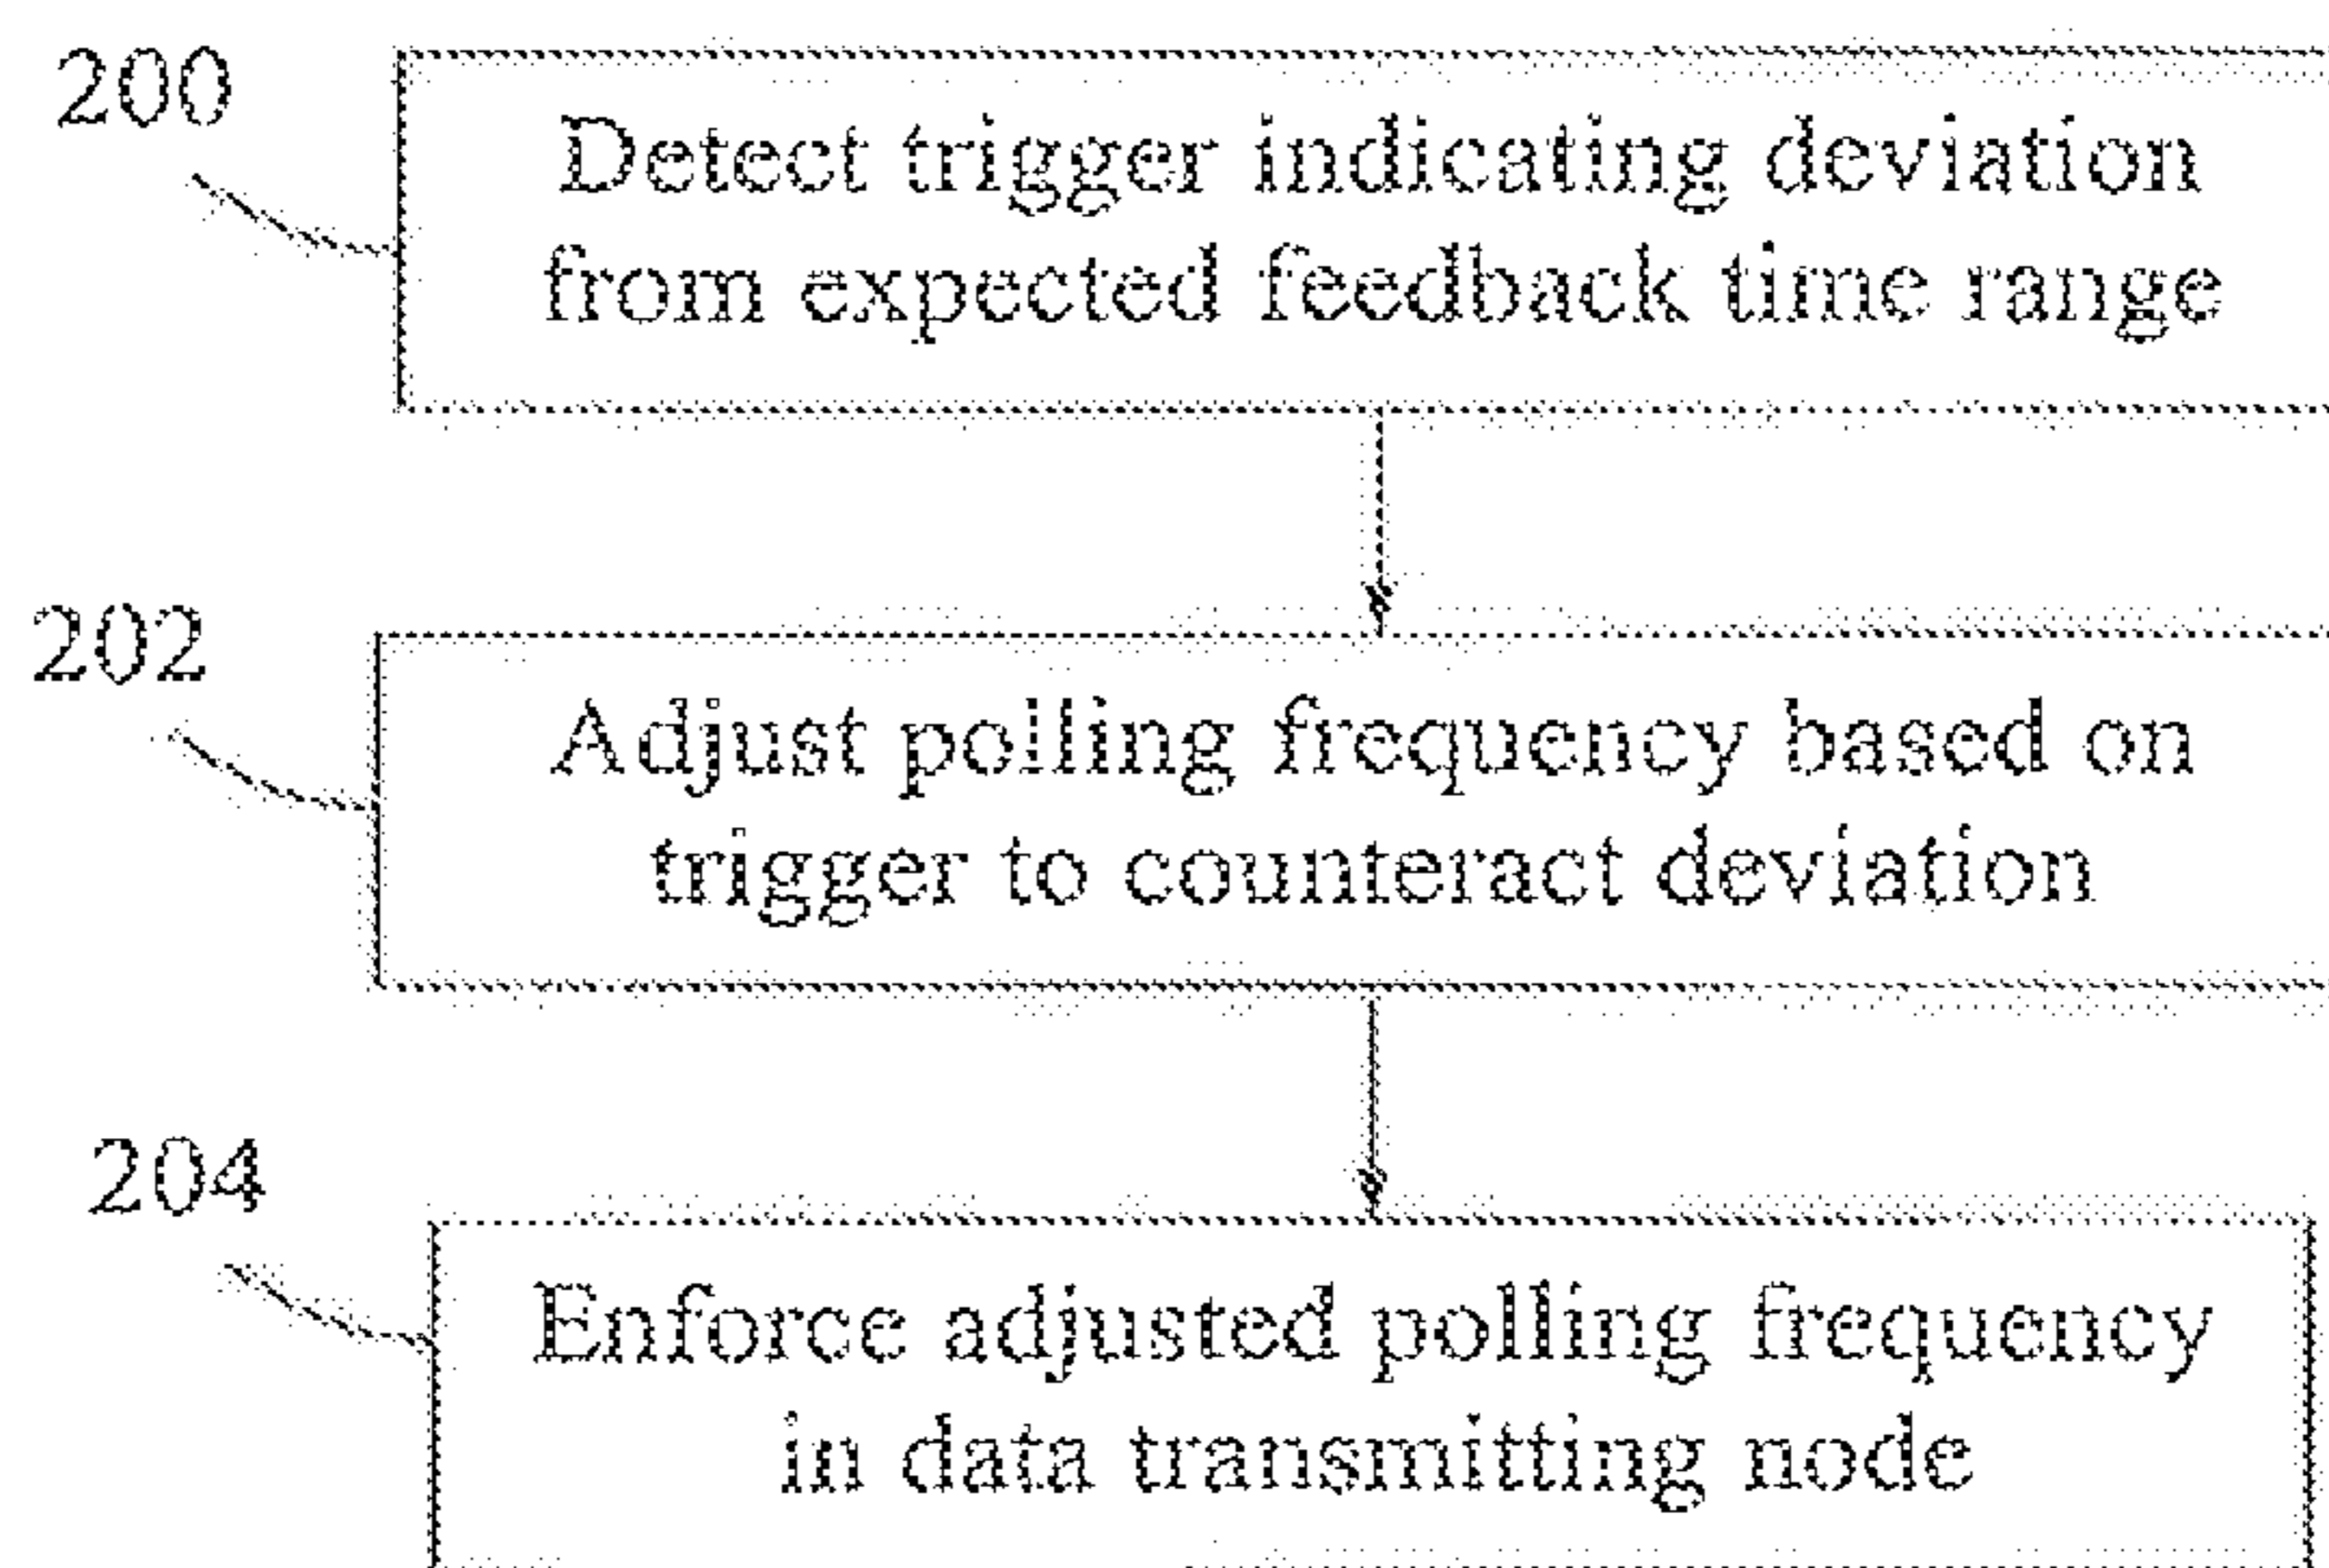 200
Detect trigger indicating deviation
from expected feedback time range
202
Adjust polling frequency based on
trigger to counteract deviation
204
Enforce adjusted polling frequency
in data transmitting node